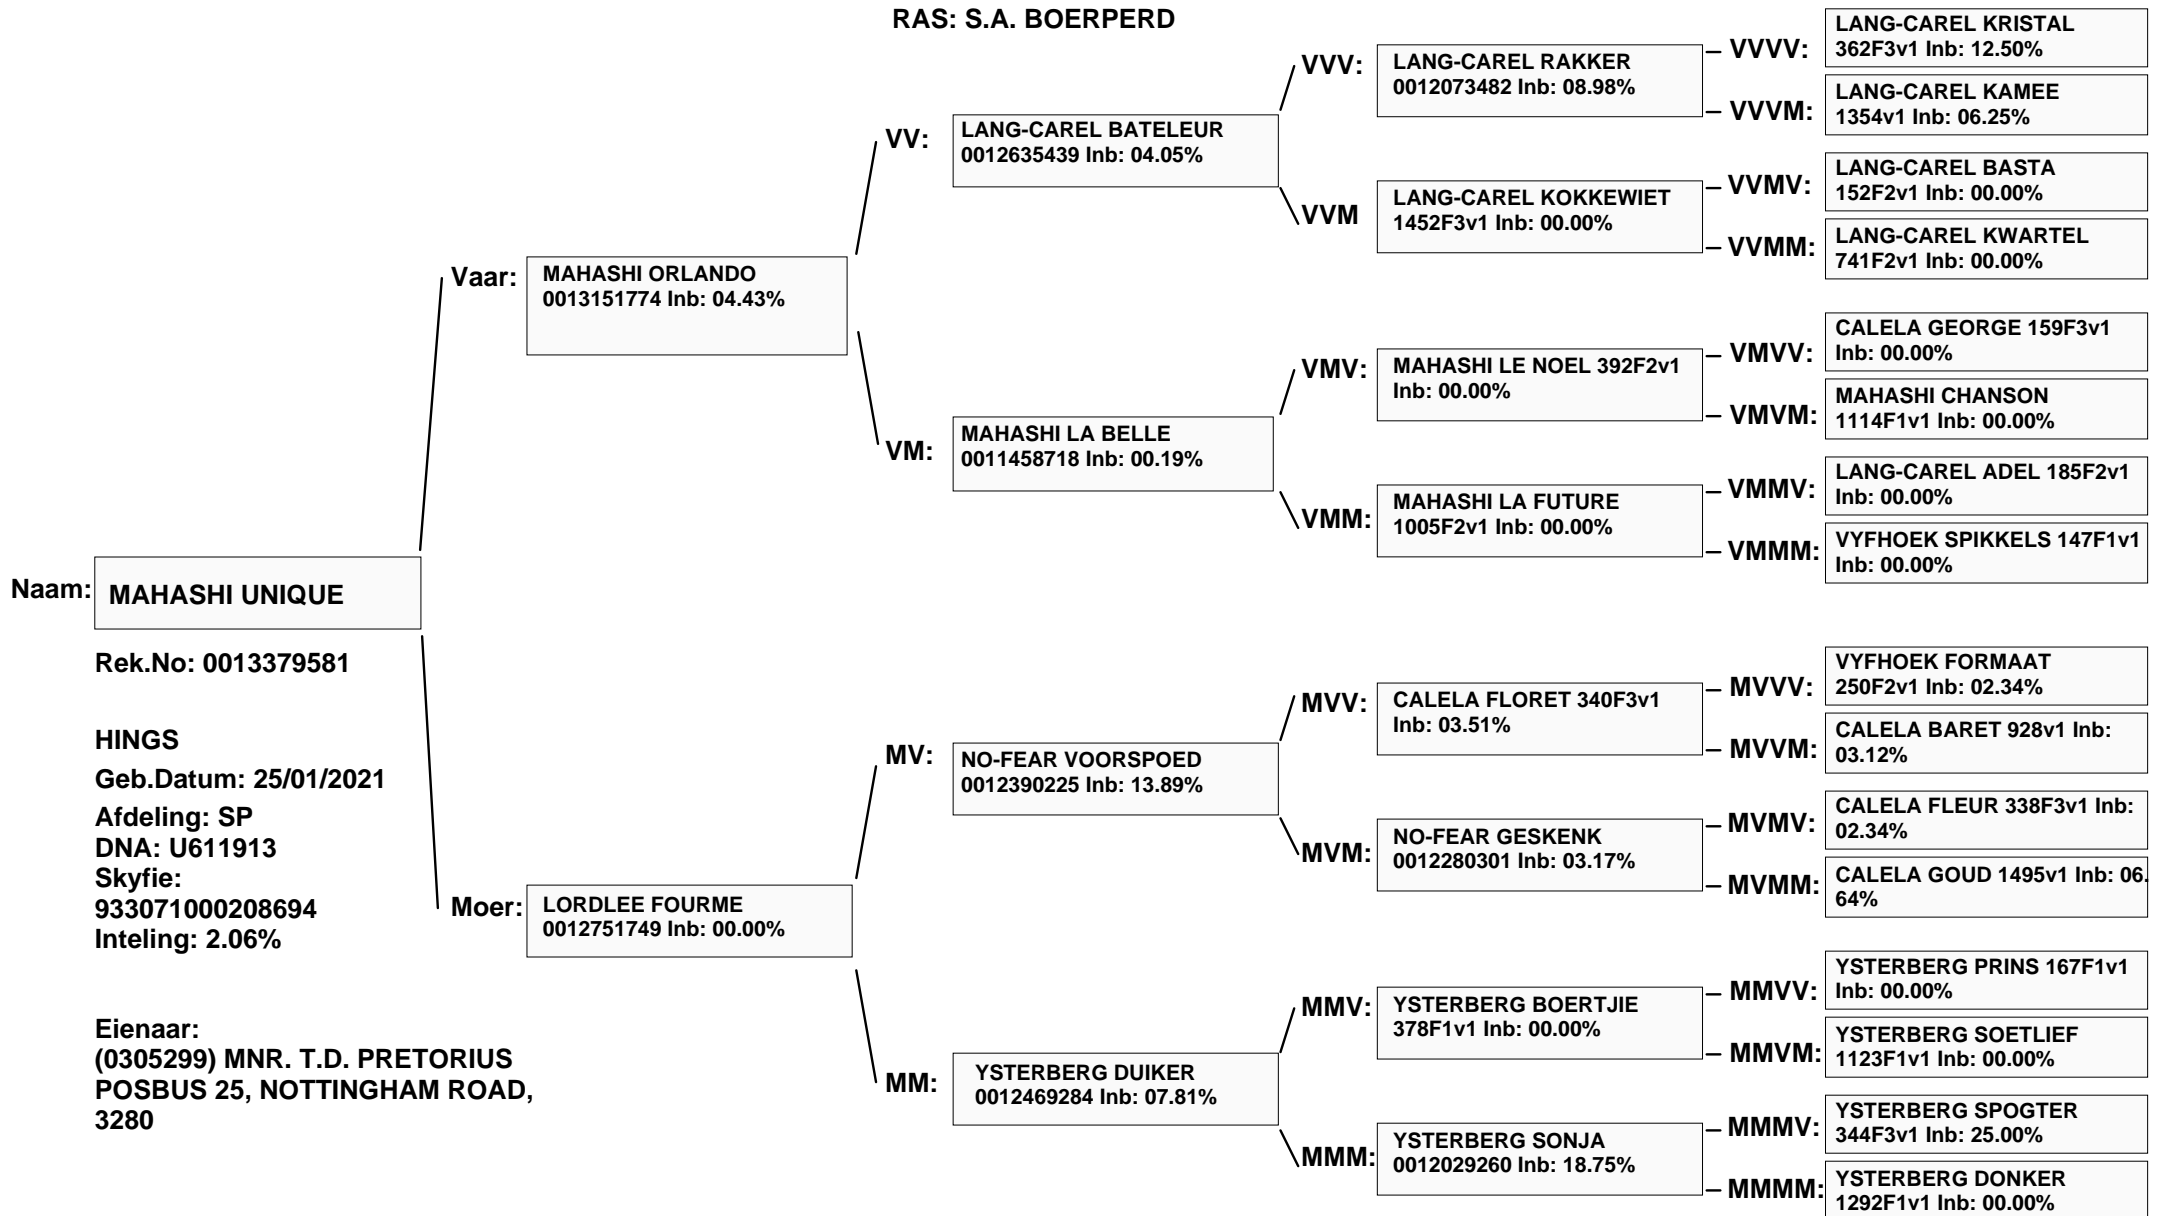 RAS: S.A. BOERPERD
Naam:
MAHASHI UNIQUE
Rek.No: 0013379581
HINGS
Geb.Datum: 25/01/2021
Afdeling: SP
DNA: U611913
Skyfie:
933071000208694
Inteling: 2.06%
Eienaar:
(0305299) MNR. T.D. PRETORIUS
POSBUS 25, NOTTINGHAM ROAD,
3280
Vaar:
MAHASHI ORLANDO
0013151774 Inb: 04.43%
Moer:
LORDLEE FOURME
0012751749 Inb: 00.00%
VV:
LANG-CAREL BATELEUR
0012635439 Inb: 04.05%
VM:
MAHASHI LA BELLE
0011458718 Inb: 00.19%
MV:
NO-FEAR VOORSPOED
0012390225 Inb: 13.89%
MM:
YSTERBERG DUIKER
0012469284 Inb: 07.81%
VVV:
LANG-CAREL RAKKER
0012073482 Inb: 08.98%
VVM
LANG-CAREL KOKKEWIET
1452F3v1 Inb: 00.00%
VMV:
MAHASHI LE NOEL 392F2v1
Inb: 00.00%
VMM:
MAHASHI LA FUTURE
1005F2v1 Inb: 00.00%
MVV:
CALELA FLORET 340F3v1
Inb: 03.51%
MVM:
NO-FEAR GESKENK
0012280301 Inb: 03.17%
MMV:
YSTERBERG BOERTJIE
378F1v1 Inb: 00.00%
MMM:
YSTERBERG SONJA
0012029260 Inb: 18.75%
VVVV:
LANG-CAREL KRISTAL
362F3v1 Inb: 12.50%
VVVM:
LANG-CAREL KAMEE
1354v1 Inb: 06.25%
VVMV:
LANG-CAREL BASTA
152F2v1 Inb: 00.00%
VVMM:
LANG-CAREL KWARTEL
741F2v1 Inb: 00.00%
VMVV:
CALELA GEORGE 159F3v1
Inb: 00.00%
VMVM:
MAHASHI CHANSON
1114F1v1 Inb: 00.00%
VMMV:
LANG-CAREL ADEL 185F2v1
Inb: 00.00%
VMMM:
VYFHOEK SPIKKELS 147F1v1
Inb: 00.00%
MVVV:
VYFHOEK FORMAAT
250F2v1 Inb: 02.34%
MVVM:
CALELA BARET 928v1 Inb:
03.12%
MVMV:
CALELA FLEUR 338F3v1 Inb:
02.34%
MVMM:
CALELA GOUD 1495v1 Inb: 06.
64%
MMVV:
YSTERBERG PRINS 167F1v1
Inb: 00.00%
MMVM:
YSTERBERG SOETLIEF
1123F1v1 Inb: 00.00%
MMMV:
YSTERBERG SPOGTER
344F3v1 Inb: 25.00%
MMMM:
YSTERBERG DONKER
1292F1v1 Inb: 00.00%